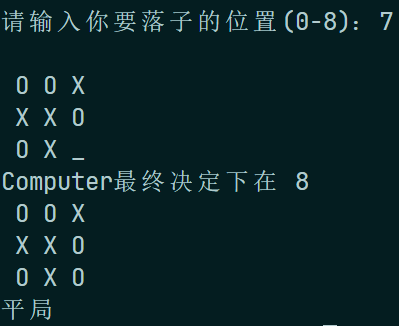 请输入你要落子的位置(0-8): 7
O O X
X X O
O X _
Computer最终决定下在 8
O O X
X X O
O X O
平局